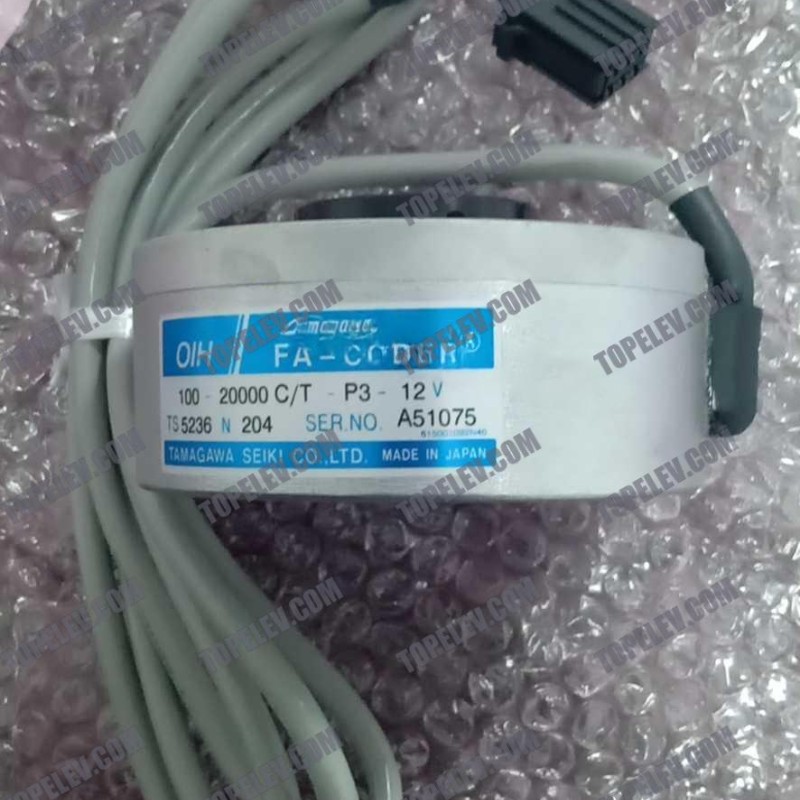 Tamagawa
OIH FA-CODER®
100 - 20000 C/T - P3 - 12 V
TS 5236 N 204 SER.NO. A51075
TAMAGAWA SEIKI CO., LTD. MADE IN JAPAN
TOPELEV.COM